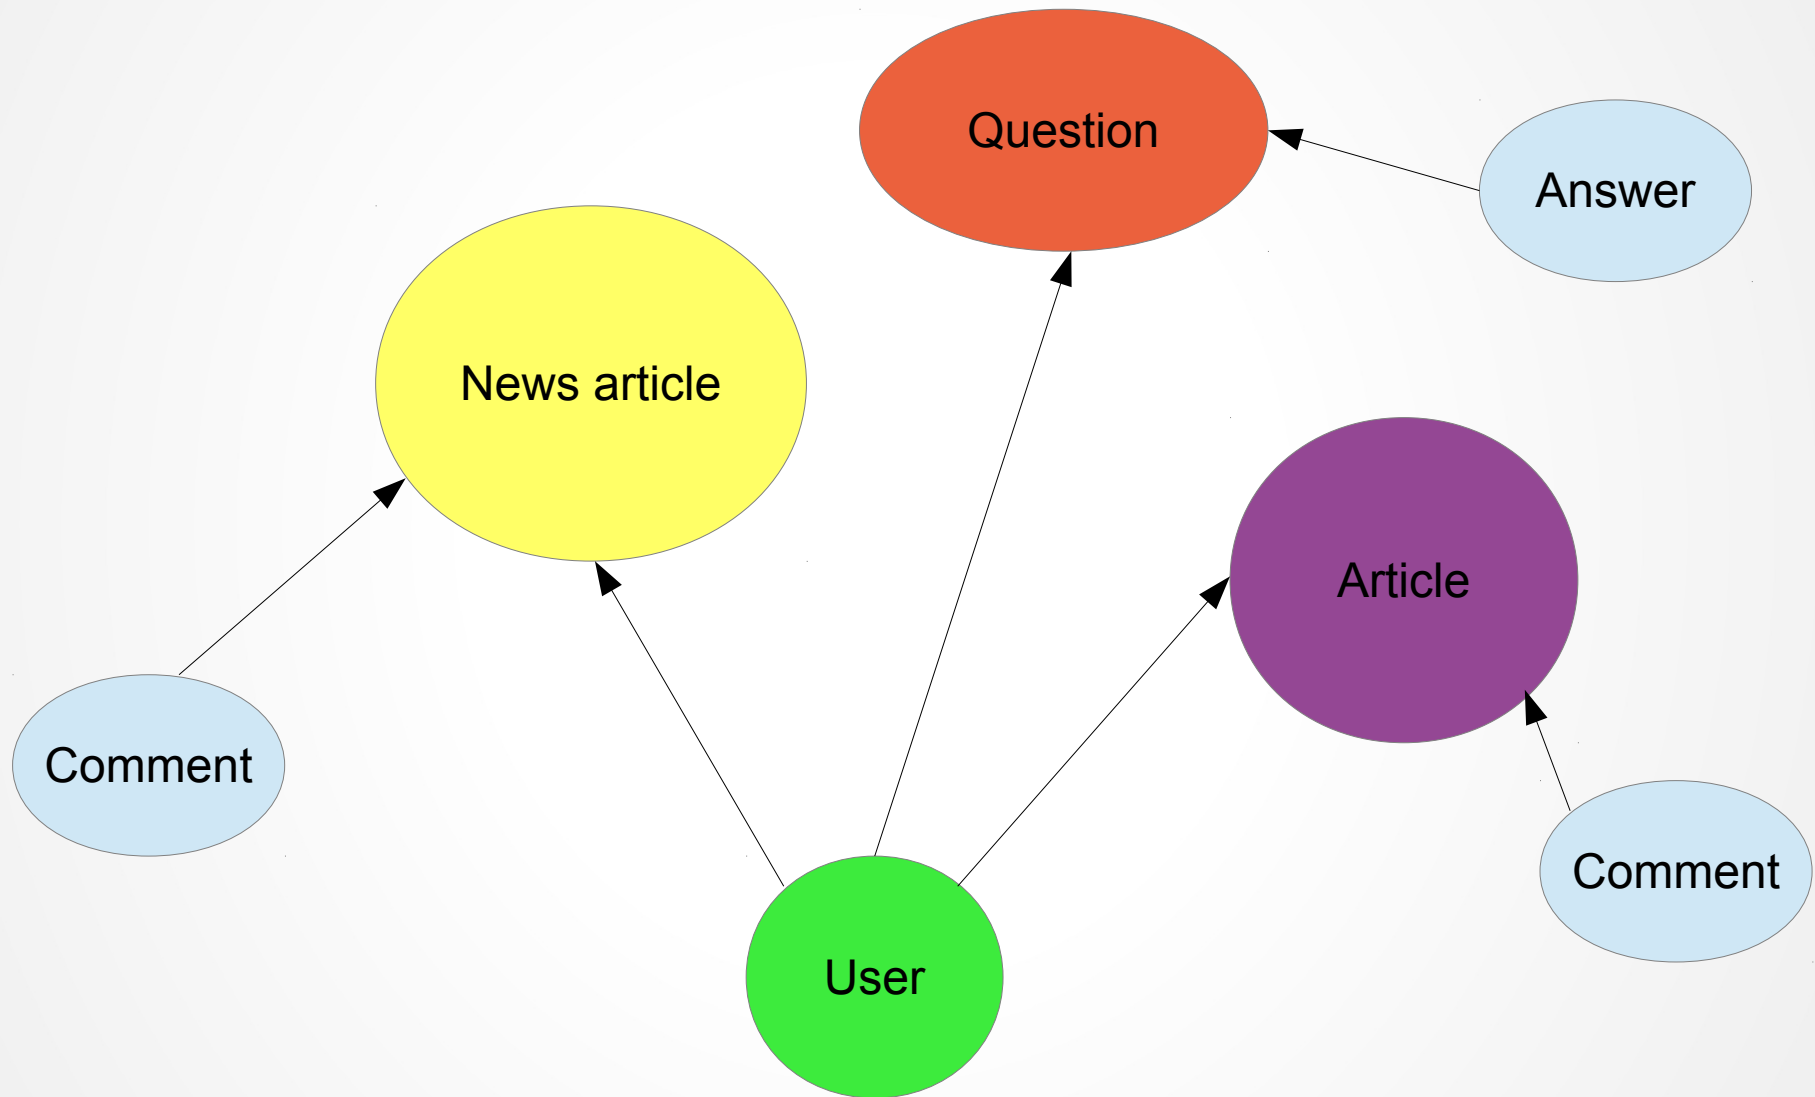 Question
Answer
News article
Article
Comment
Comment
User